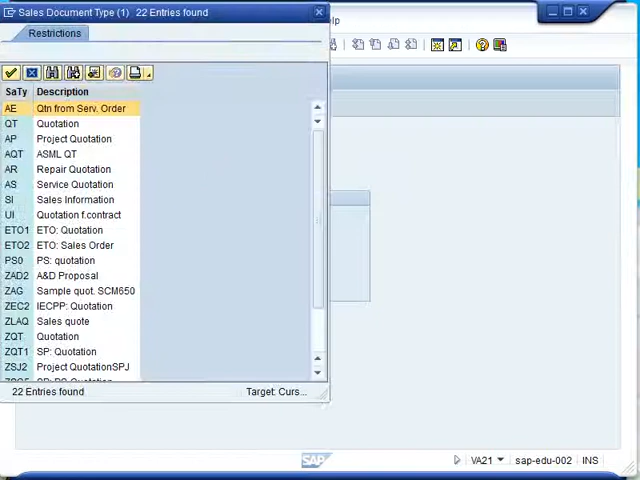 Sales Document Type (1)  22 Entries found
lp
Restrictions
SaTy Description
AE Qtn from Serv. Order
QT Quotation
AP Project Quotation
AQT ASML QT
AR Repair Quotation
AS Service Quotation
SI Sales Information
UI Quotation f.contract
ETO1 ETO: Quotation
ETO2 ETO: Sales Order
PS0 PS: quotation
ZAD2 A&D Proposal
ZAG Sample quot. SCM650
ZEC2 IECPP: Quotation
ZLAQ Sales quote
ZQT Quotation
ZQT1 SP: Quotation
ZSJ2 Project QuotationSPJ
22 Entries found Target: Curs...
SAP VA21 sap-edu-002 INS